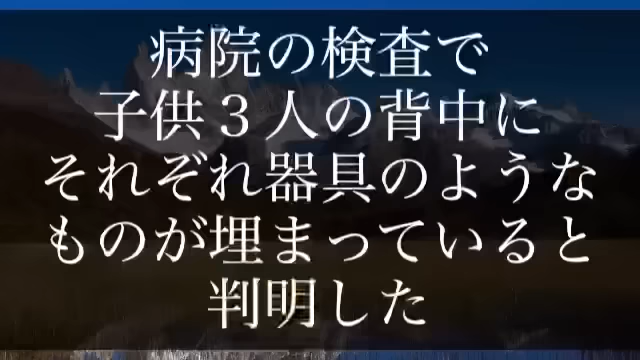 病院の検査で
子供３人の背中に
それぞれ器具のような
ものが埋まっていると
判明した